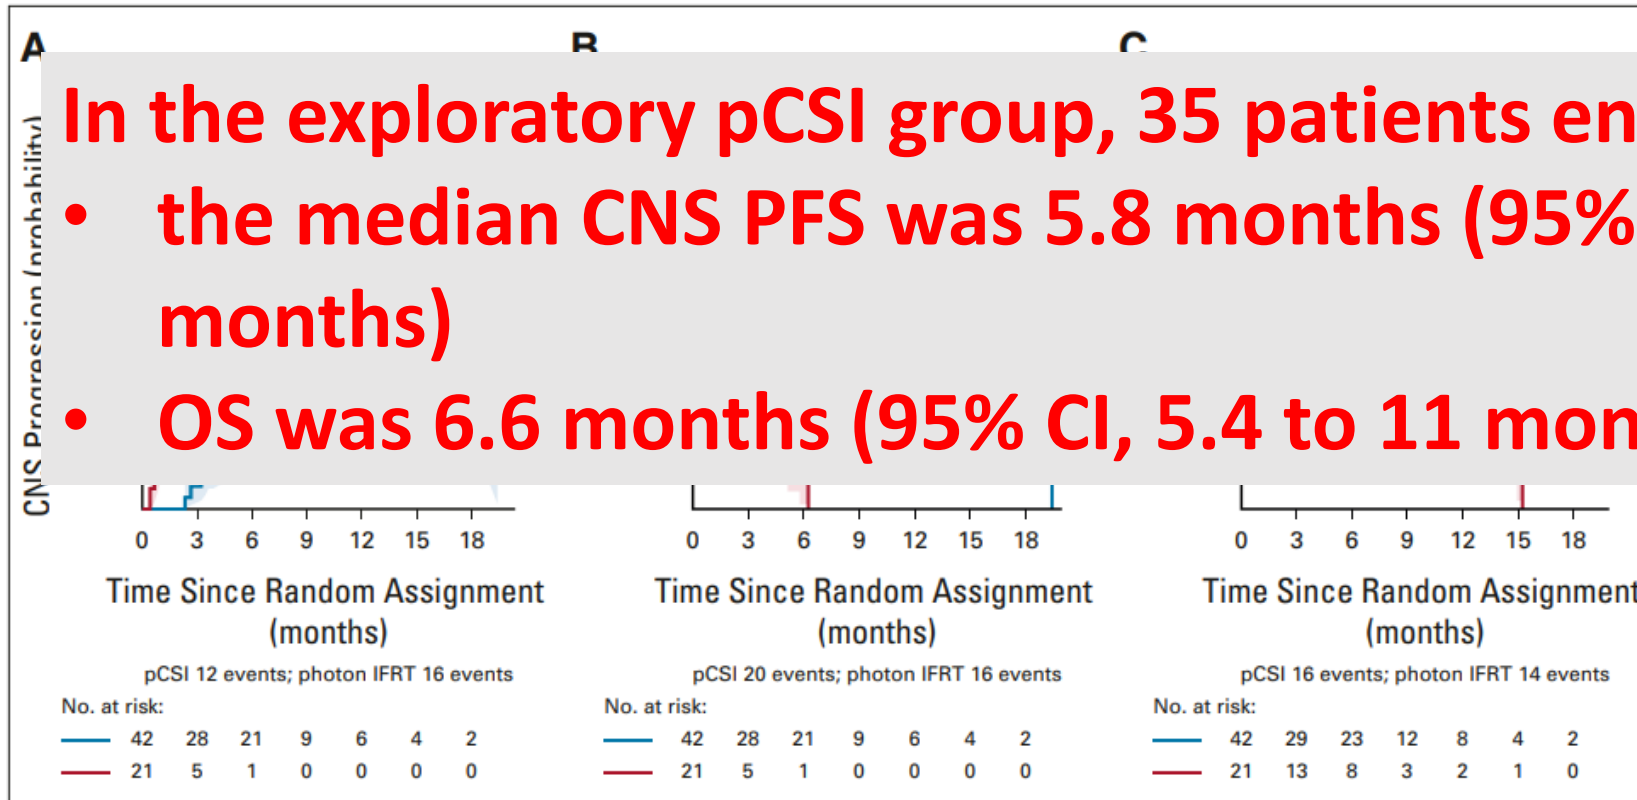 A B C
In the exploratory pCSI group, 35 patients en
• the median CNS PFS was 5.8 months (95%
months)
• OS was 6.6 months (95% CI, 5.4 to 11 mon
CNS Progression (probability)
0 3 6 9 12 15 18
Time Since Random Assignment
(months)
pCSI 12 events; photon IFRT 16 events
No. at risk:
42 28 21 9 6 4 2
21 5 1 0 0 0 0
0 3 6 9 12 15 18
Time Since Random Assignment
(months)
pCSI 20 events; photon IFRT 16 events
No. at risk:
42 28 21 9 6 4 2
21 5 1 0 0 0 0
0 3 6 9 12 15 18
Time Since Random Assignment
(months)
pCSI 16 events; photon IFRT 14 events
No. at risk:
42 29 23 12 8 4 2
21 13 8 3 2 1 0